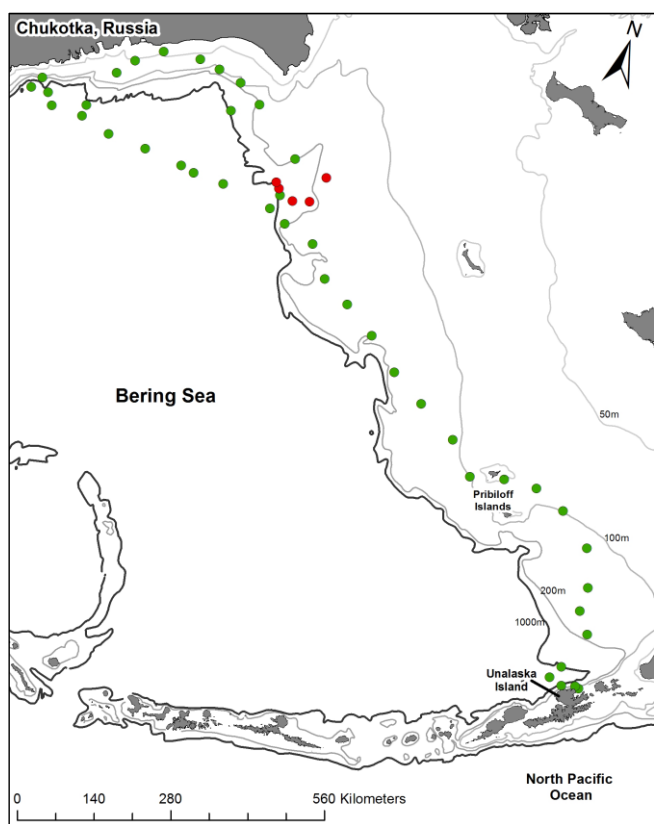 Chukotka, Russia
N
Bering Sea
50m
Pribiloff
Islands
100m
200m
1000m
Unalaska
Island
North Pacific
Ocean
0 140 280 560 Kilometers